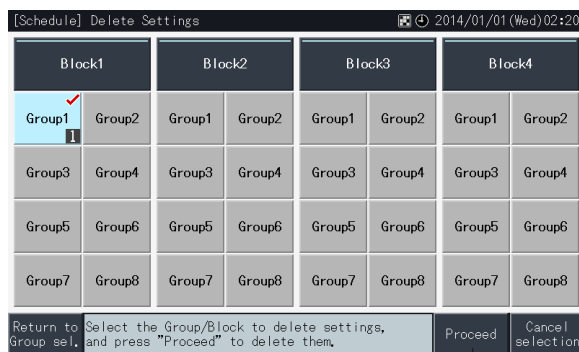 [Schedule] Delete Settings 2014/01/01(Wed)02:20
Block1 Block2 Block3 Block4
Group1 Group2 Group1 Group2 Group1 Group2 Group1 Group2
1
Group3 Group4 Group3 Group4 Group3 Group4 Group3 Group4
Group5 Group6 Group5 Group6 Group5 Group6 Group5 Group6
Group7 Group8 Group7 Group8 Group7 Group8 Group7 Group8
Return to
Group sel.
Select the Group/Block to delete settings,
and press "Proceed" to delete them.
Proceed
Cancel
selection